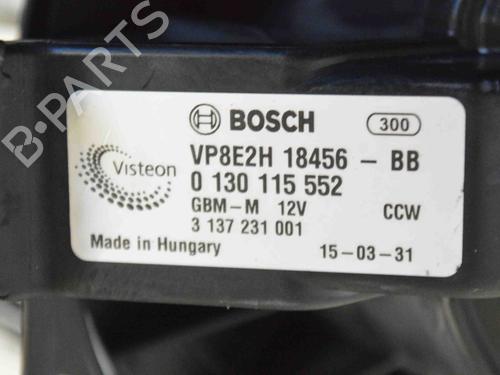 BOSCH 300
Visteon
VP8E2H 18456 - BB
0 130 115 552
GBM-M 12V CCW
3 137 231 001
Made in Hungary 15-03-31
B-PARTS